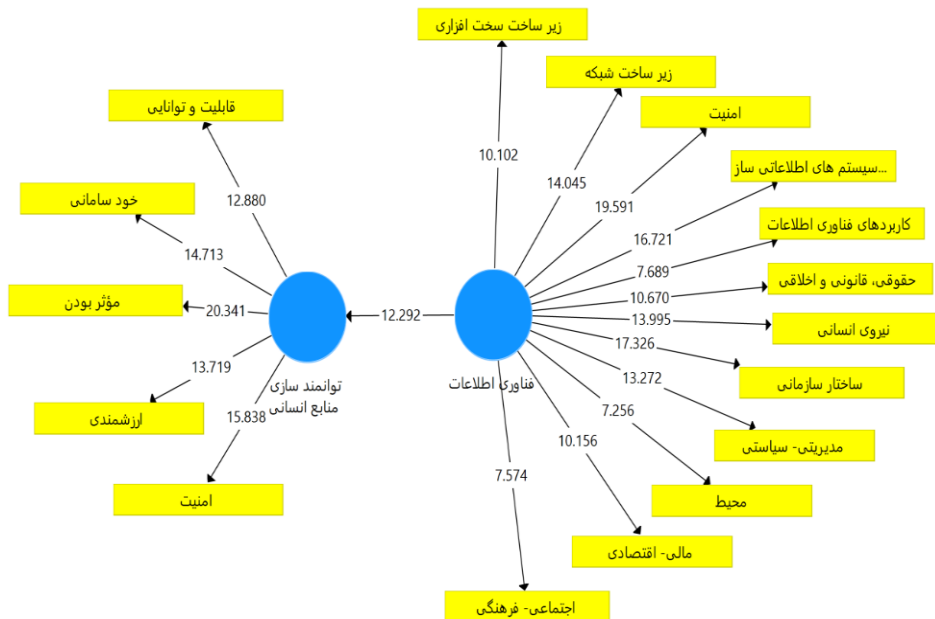 زیر ساخت سخت افزاری
زیر ساخت شبکه
امنیت
سیستم های اطلاعاتی ساز...
کاربردهای فناوری اطلاعات
حقوقی، قانونی و اخلاقی
نیروی انسانی
ساختار سازمانی
مدیریتی- سیاستی
محیط
مالی- اقتصادی
اجتماعی- فرهنگی
10.102
14.045
19.591
16.721
7.689
10.670
13.995
17.326
13.272
7.256
10.156
7.574
فناوری اطلاعات
12.292
توانمند سازی
منابع انسانی
12.880
14.713
20.341
13.719
15.838
قابلیت و توانایی
خود سامانی
مؤثر بودن
ارزشمندی
امنیت